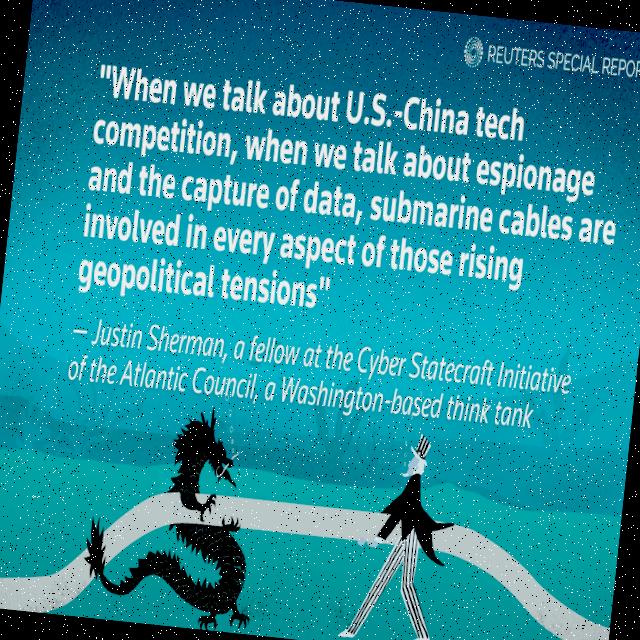 REUTERS SPECIAL REPOR
"When we talk about U.S.-China tech
competition, when we talk about espionage
and the capture of data, submarine cables are
involved in every aspect of those rising
geopolitical tensions"
— Justin Sherman, a fellow at the Cyber Statecraft Initiative
of the Atlantic Council, a Washington-based think tank